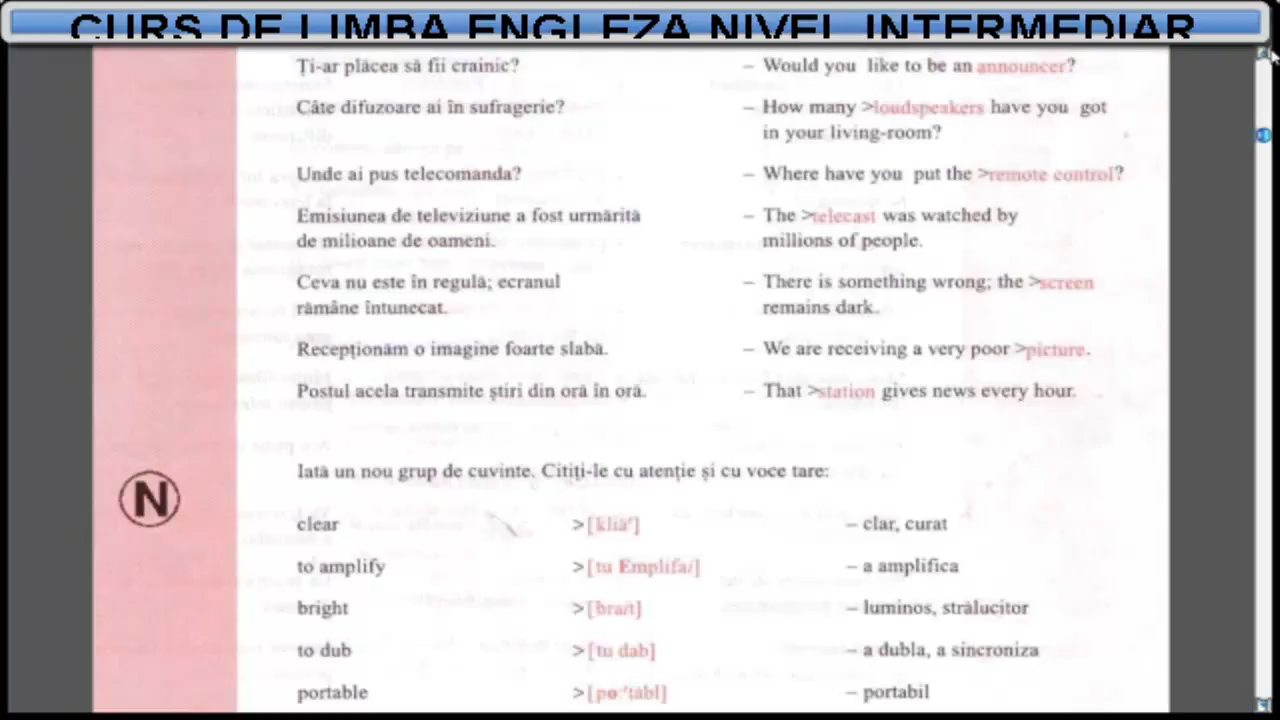 CURS DE LIMBA ENGLEZA NIVEL INTERMEDIAR
Ți-ar plăcea să fii crainic? – Would you like to be an announcer?
Câte difuzoare ai în sufragerie? – How many >loudspeakers have you got
in your living-room?
Unde ai pus telecomanda? – Where have you put the >remote control?
Emisiunea de televiziune a fost urmărită – The >telecast was watched by
de milioane de oameni. millions of people.
Ceva nu este în regulă; ecranul – There is something wrong; the >screen
rămâne întunecat. remains dark.
Recepționăm o imagine foarte slabă. – We are receiving a very poor >picture.
Postul acela transmite știri din oră în oră. – That >station gives news every hour.
Iată un nou grup de cuvinte. Citiți-le cu atenție și cu voce tare:
N
clear >[kliăʳ] – clar, curat
to amplify >[tu Emplifai] – a amplifica
bright >[brait] – luminos, strălucitor
to dub >[tu dab] – a dubla, a sincroniza
portable >[po:ʳtăbl] – portabil